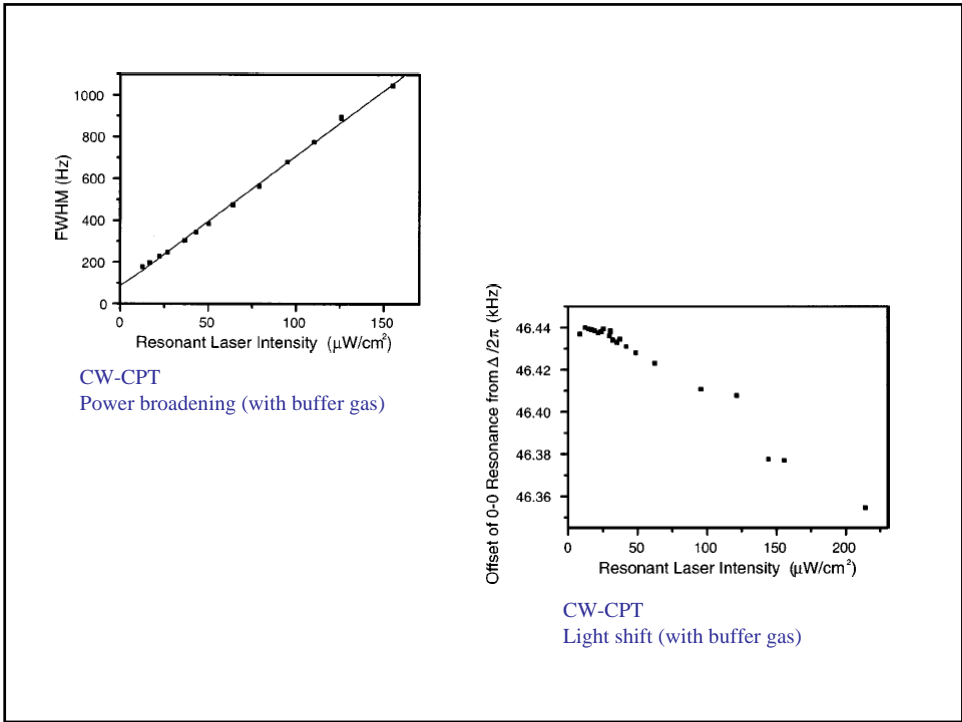 FWHM (Hz)
1000
800
600
400
200
0
0 50 100 150
Resonant Laser Intensity (μW/cm²)
CW-CPT
Power broadening (with buffer gas)
Offset of 0-0 Resonance from Δ/2π (kHz)
46.44
46.42
46.40
46.38
46.36
0 50 100 150 200
Resonant Laser Intensity (μW/cm²)
CW-CPT
Light shift (with buffer gas)